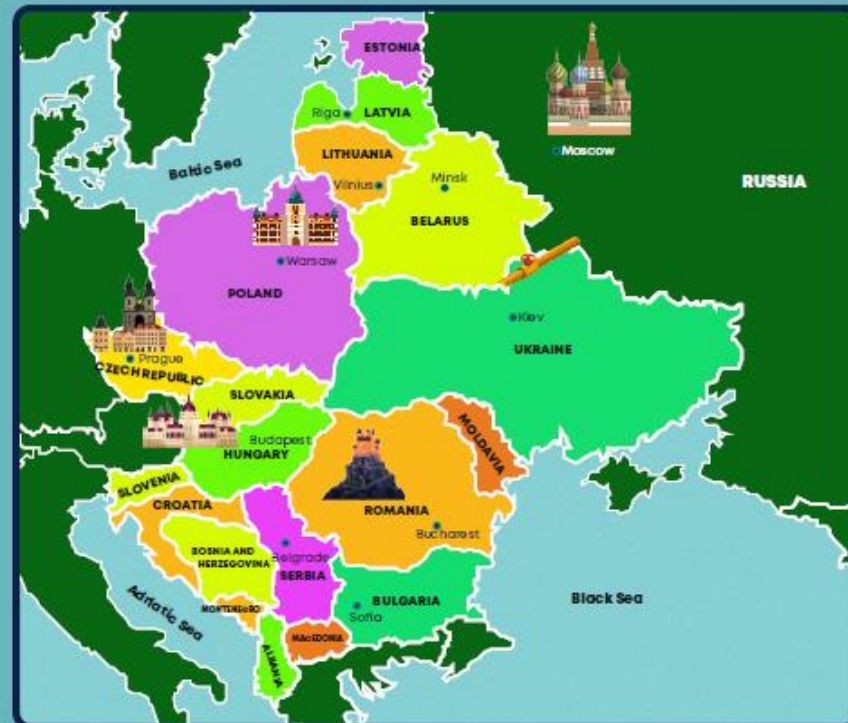 ESTONIA
Riga
LATVIA
Moscow
LITHUANIA
Baltic Sea
Vilnius
Minsk
RUSSIA
BELARUS
Warsaw
POLAND
Kiev
UKRAINE
Prague
CZECH REPUBLIC
SLOVAKIA
MOLDAVIA
Budapest
HUNGARY
SLOVENIA
CROATIA
ROMANIA
Bucharest
BOSNIA AND
HERZEGOVINA
Belgrade
SERBIA
Adriatic Sea
MONTENEGRO
BULGARIA
Sofia
Black Sea
MACEDONIA
ALBANIA